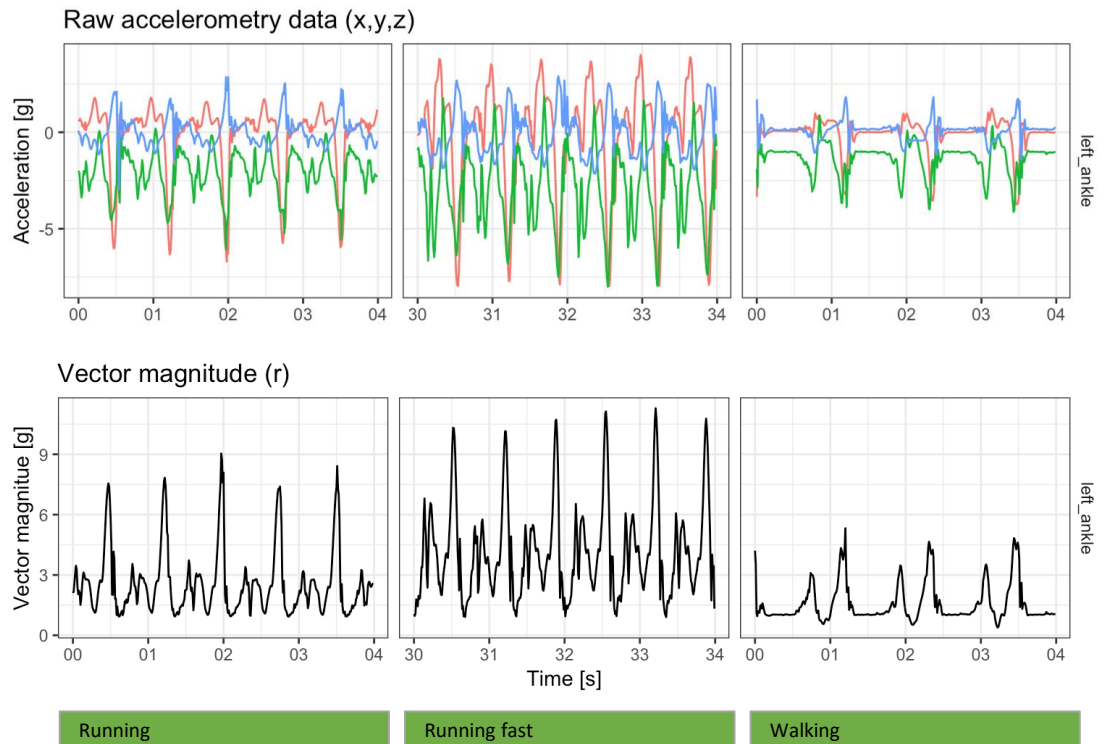 Raw accelerometry data (x,y,z)
Acceleration [g]
0
-5
00 01 02 03 04
30 31 32 33 34
00 01 02 03 04
left_ankle
Vector magnitude (r)
Vector magnitue [g]
9
6
3
0
00 01 02 03 04
30 31 32 33 34
00 01 02 03 04
left_ankle
Time [s]
Running
Running fast
Walking